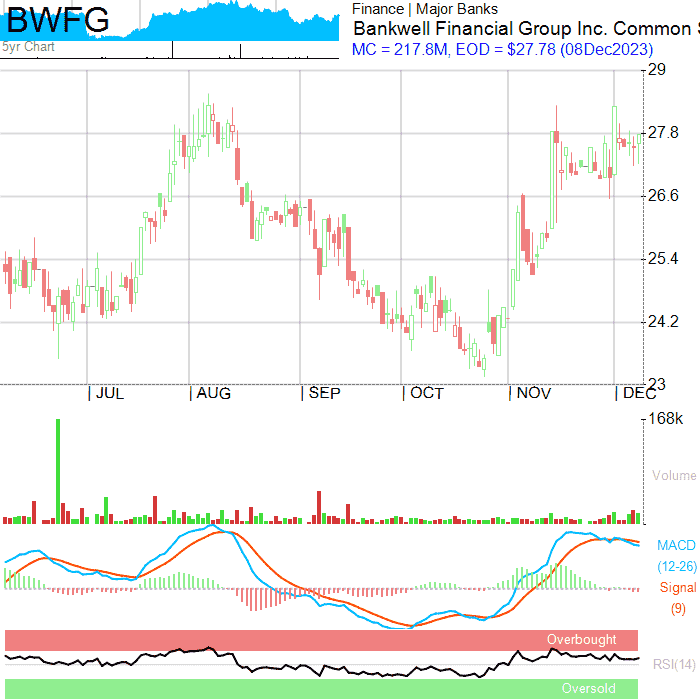 BWFG
5yr Chart
Finance | Major Banks
Bankwell Financial Group Inc. Common S
MC = 217.8M, EOD = $27.78 (08Dec2023)
29
27.8
26.6
25.4
24.2
23
| JUL | AUG | SEP | OCT | NOV | DEC
168k
Volume
MACD
(12-26)
Signal
(9)
Overbought
RSI(14)
Oversold